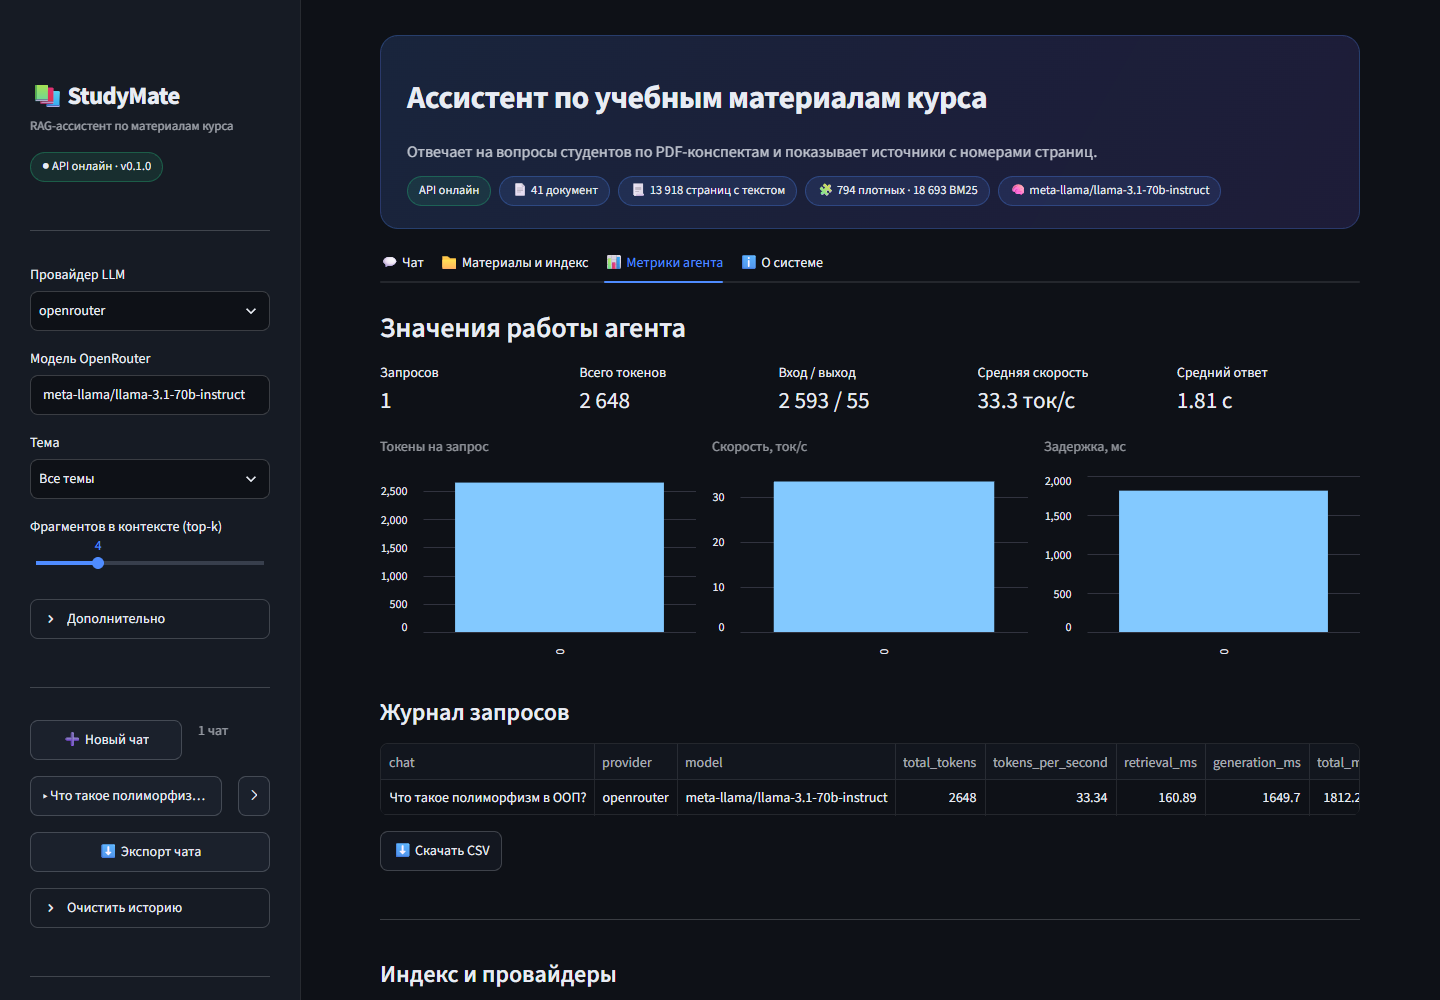 StudyMate
RAG-ассистент по материалам курса
API онлайн · v0.1.0
Провайдер LLM
openrouter
Модель OpenRouter
meta-llama/llama-3.1-70b-instruct
Тема
Все темы
Фрагментов в контексте (top-k)
4
Дополнительно
Новый чат
1 чат
Что такое полиморфиз...
Экспорт чата
Очистить историю
Ассистент по учебным материалам курса
Отвечает на вопросы студентов по PDF-конспектам и показывает источники с номерами страниц.
API онлайн
41 документ
13 918 страниц с текстом
794 плотных · 18 693 BM25
meta-llama/llama-3.1-70b-instruct
Чат
Материалы и индекс
Метрики агента
О системе
Значения работы агента
Запросов
1
Всего токенов
2 648
Вход / выход
2 593 / 55
Средняя скорость
33.3 ток/с
Средний ответ
1.81 с
Токены на запрос
2,500
2,000
1,500
1,000
500
0
0
Скорость, ток/с
30
20
10
0
0
Задержка, мс
2,000
1,500
1,000
500
0
0
Журнал запросов
chat provider model total_tokens tokens_per_second retrieval_ms generation_ms total_m
Что такое полиморфизм в ООП? openrouter meta-llama/llama-3.1-70b-instruct 2648 33.34 160.89 1649.7 1812.2
Скачать CSV
Индекс и провайдеры